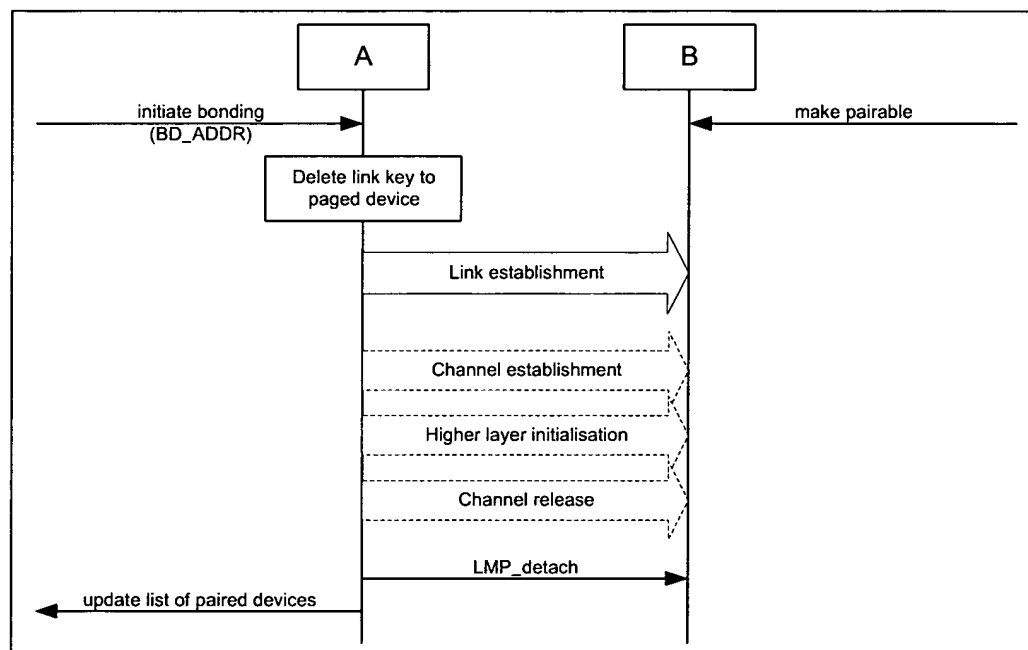 A
B
initiate bonding
(BD_ADDR)
make pairable
Delete link key to
paged device
Link establishment
Channel establishment
Higher layer initialisation
Channel release
LMP_detach
update list of paired devices